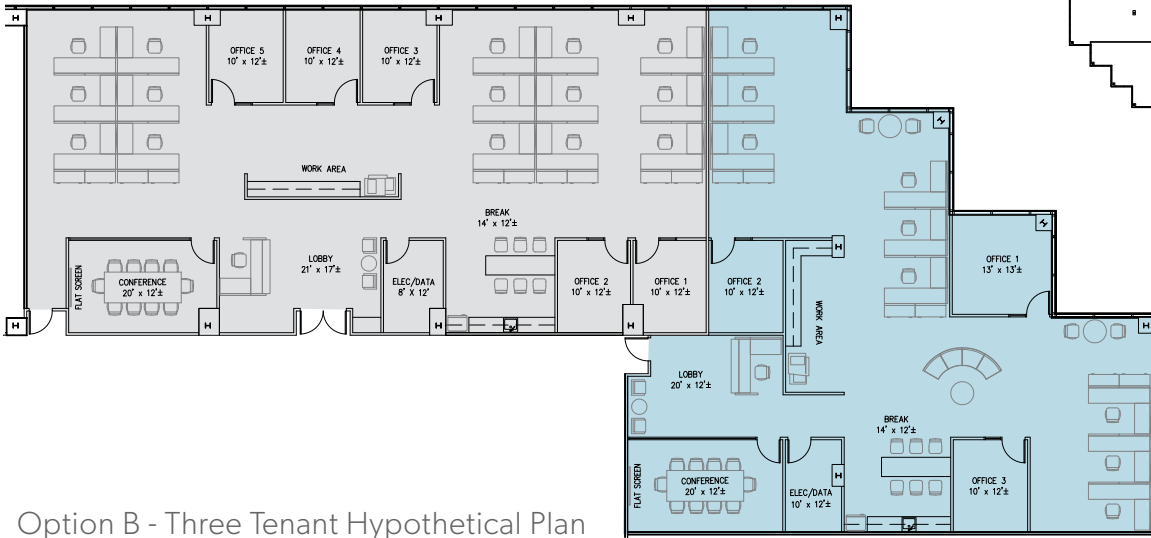 H
H
H
H
H
OFFICE 5
10' x 12'±
OFFICE 4
10' x 12'±
OFFICE 3
10' x 12'±
H
WORK AREA
BREAK
14' x 12'±
LOBBY
21' x 17'±
FLAT SCREEN
CONFERENCE
20' x 12'±
ELEC/DATA
8' X 12'
OFFICE 2
10' x 12'±
OFFICE 1
10' x 12'±
OFFICE 2
10' x 12'±
H
H
OFFICE 1
13' x 13'±
H
H
H
H
H
WORK AREA
LOBBY
20' x 12'±
BREAK
14' x 12'±
FLAT SCREEN
CONFERENCE
20' x 12'±
ELEC/DATA
10' x 12'±
H
OFFICE 3
10' x 12'±
Option B - Three Tenant Hypothetical Plan